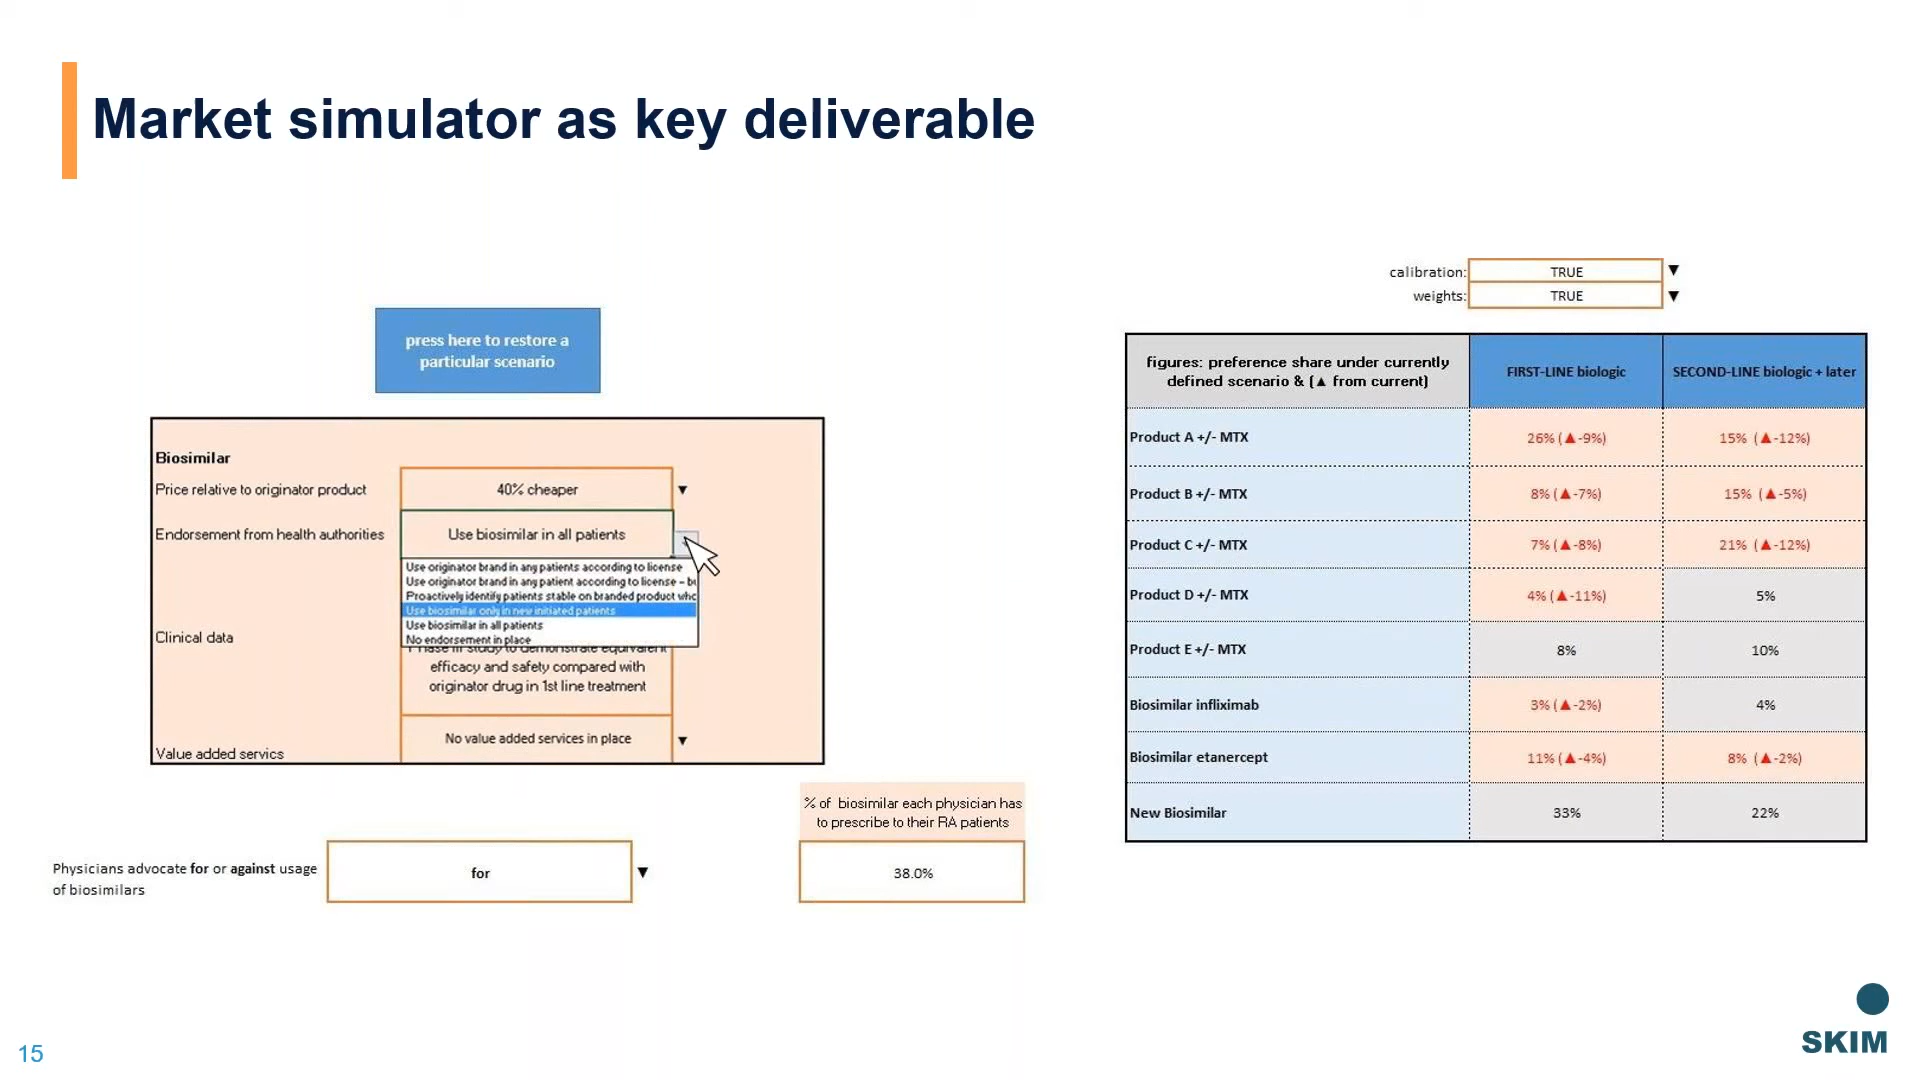 Market simulator as key deliverable
press here to restore a
particular scenario
Biosimilar
Price relative to originator product
40% cheaper
▼
Endorsement from health authorities
Use biosimilar in all patients
Use originator brand in any patients according to license
Use originator brand in any patient according to license – bu
Proactively identify patients stable on branded product who
Use biosimilar only in new initiated patients
Use biosimilar in all patients
No endorsement in place
Clinical data
Phase III study to demonstrate equivalent
efficacy and safety compared with
originator drug in 1st line treatment
Value added servics
No value added services in place
▼
Physicians advocate for or against usage
of biosimilars
for
▼
% of biosimilar each physician has
to prescribe to their RA patients
38.0%
calibration: TRUE ▼
weights: TRUE ▼
figures: preference share under currently
defined scenario & (▲ from current)
FIRST-LINE biologic
SECOND-LINE biologic + later
Product A +/- MTX 26% (▲-9%) 15% (▲-12%)
Product B +/- MTX 8% (▲-7%) 15% (▲-5%)
Product C +/- MTX 7% (▲-8%) 21% (▲-12%)
Product D +/- MTX 4% (▲-11%) 5%
Product E +/- MTX 8% 10%
Biosimilar infliximab 3% (▲-2%) 4%
Biosimilar etanercept 11% (▲-4%) 8% (▲-2%)
New Biosimilar 33% 22%
15
SKIM